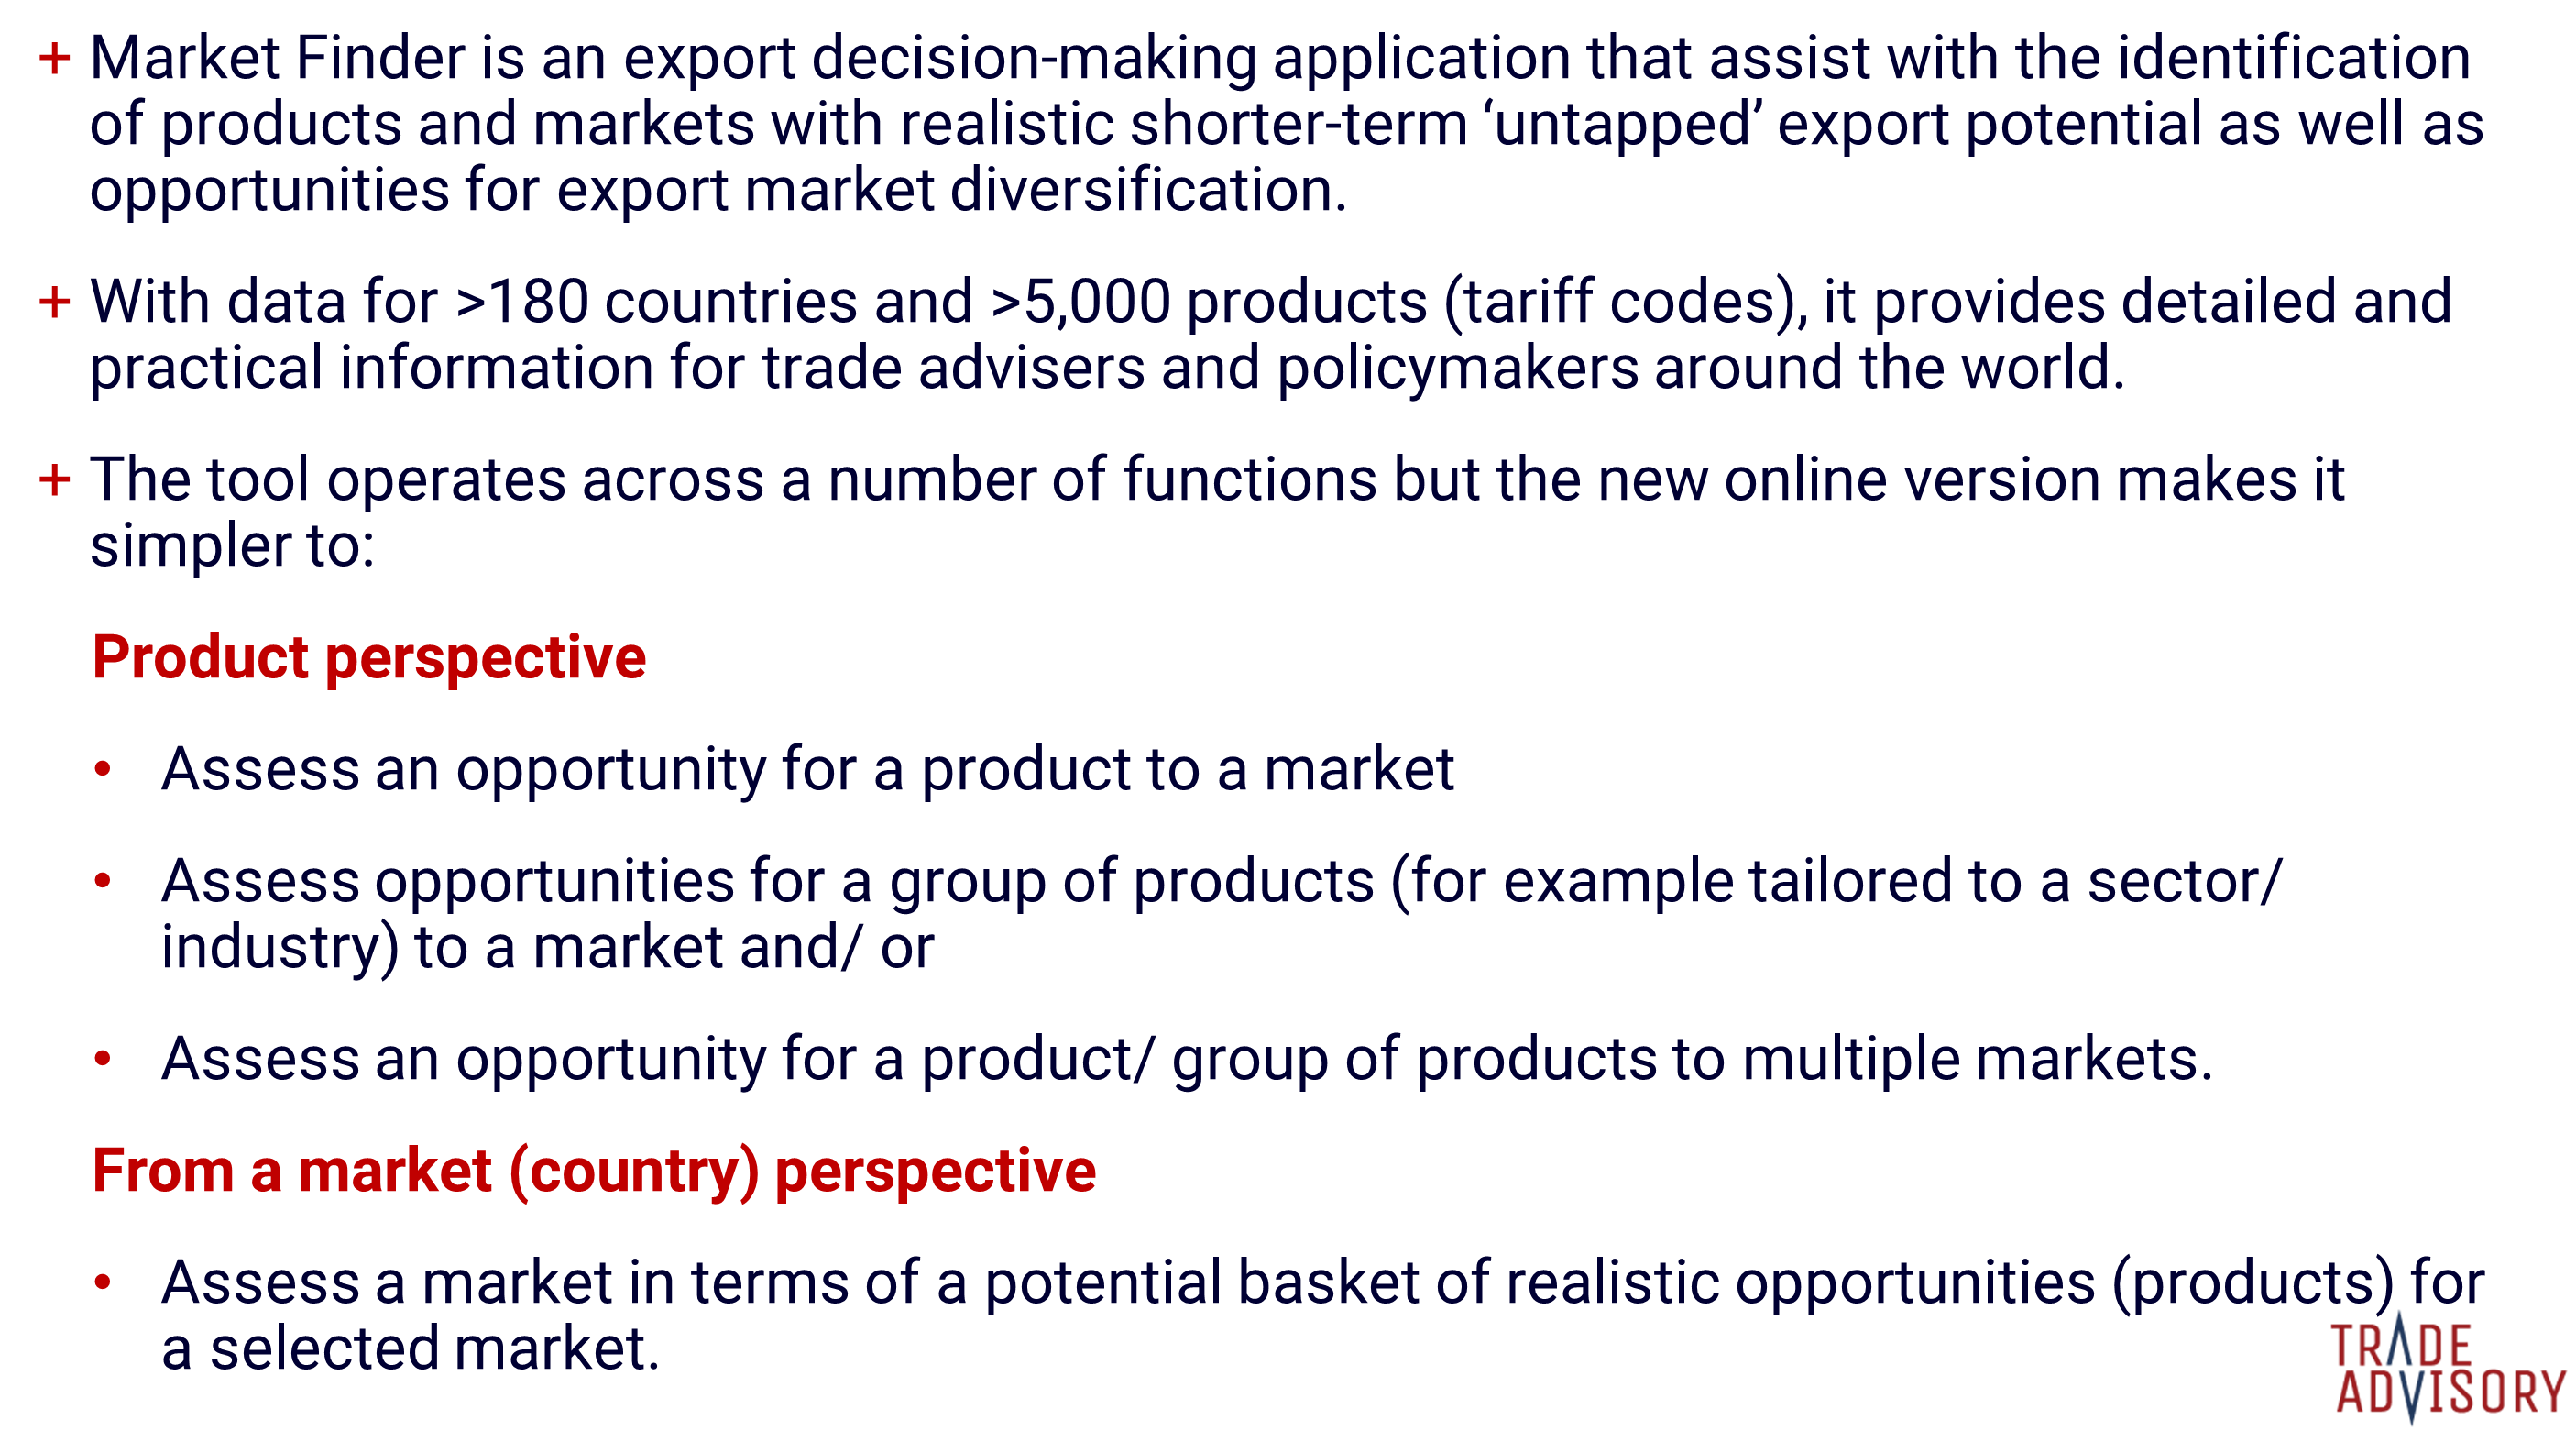 + Market Finder is an export decision-making application that assist with the identification
of products and markets with realistic shorter-term ‘untapped’ export potential as well as
opportunities for export market diversification.
+ With data for >180 countries and >5,000 products (tariff codes), it provides detailed and
practical information for trade advisers and policymakers around the world.
+ The tool operates across a number of functions but the new online version makes it
simpler to:
Product perspective
• Assess an opportunity for a product to a market
• Assess opportunities for a group of products (for example tailored to a sector/
industry) to a market and/ or
• Assess an opportunity for a product/ group of products to multiple markets.
From a market (country) perspective
• Assess a market in terms of a potential basket of realistic opportunities (products) for
a selected market.
TRADE
ADVISORY